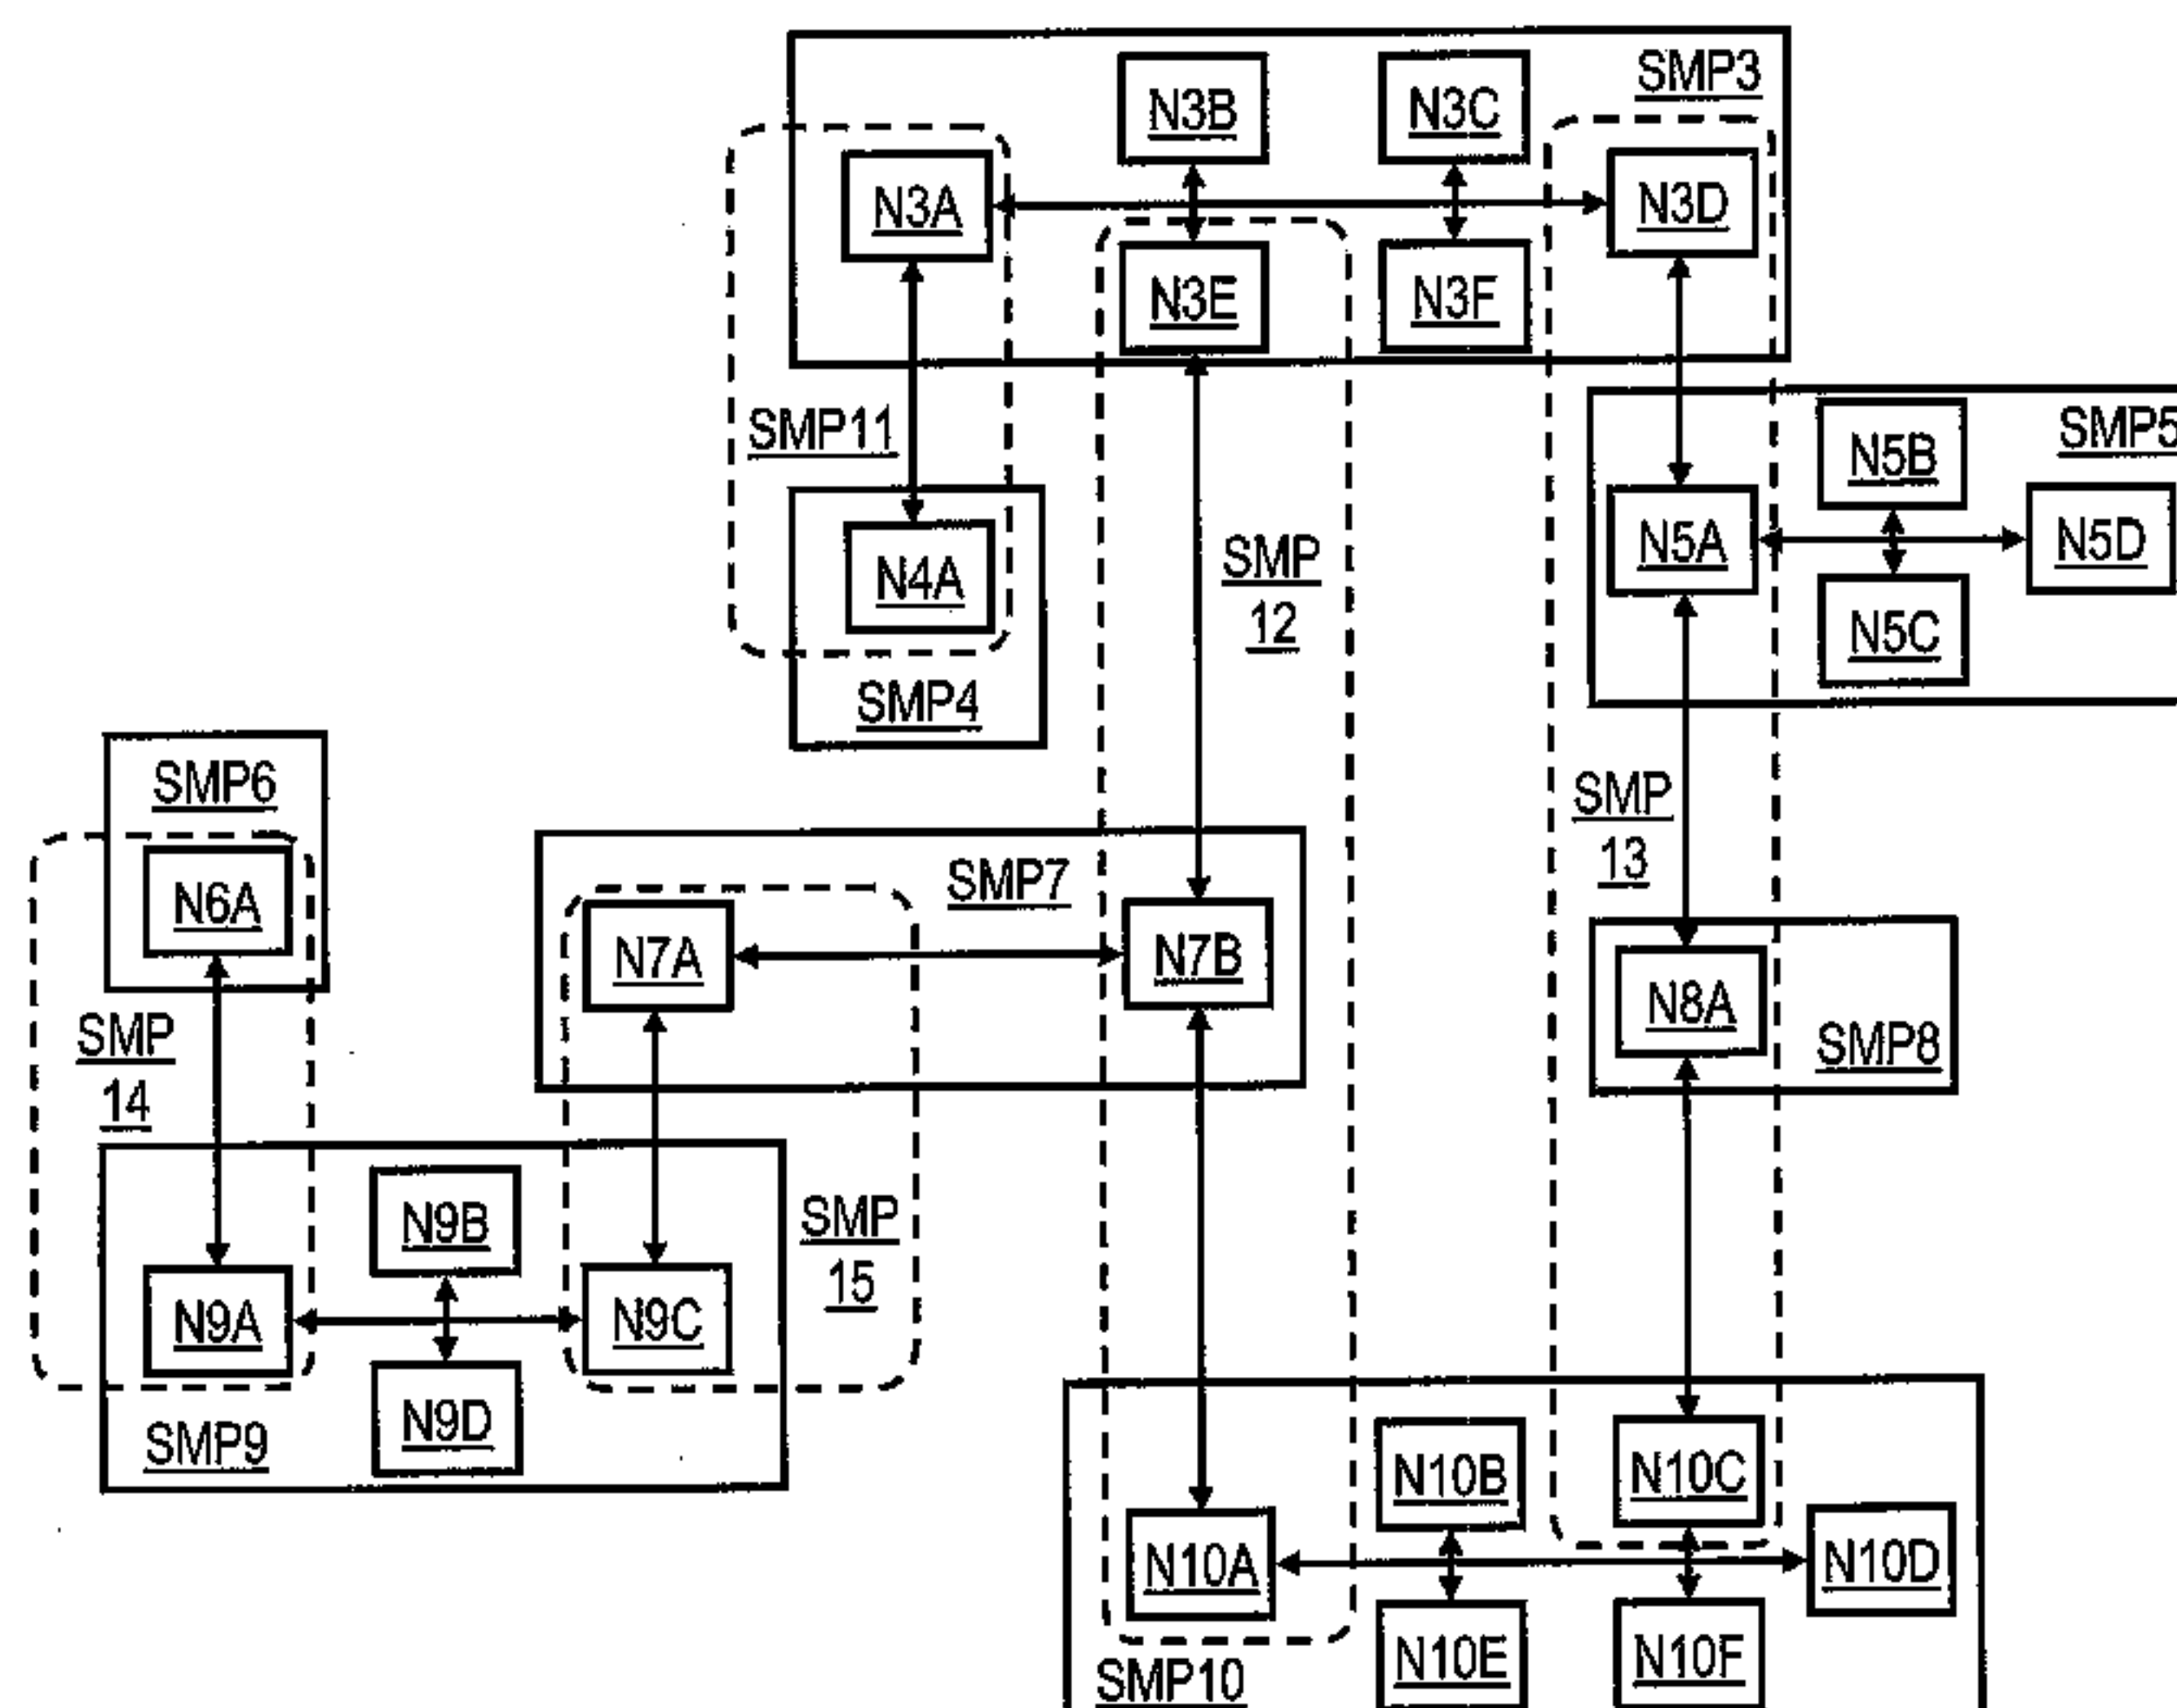 SMP3
N3B
N3C
N3A
N3D
N3E
N3F
SMP11
SMP5
N5B
N5A
N5D
N5C
N4A
SMP
12
SMP4
SMP6
SMP
13
N6A
SMP7
N7A
N7B
N8A
SMP8
SMP
14
N9B
SMP
15
N9A
N9C
N9D
SMP9
N10B
N10C
N10A
N10D
N10E
N10F
SMP10